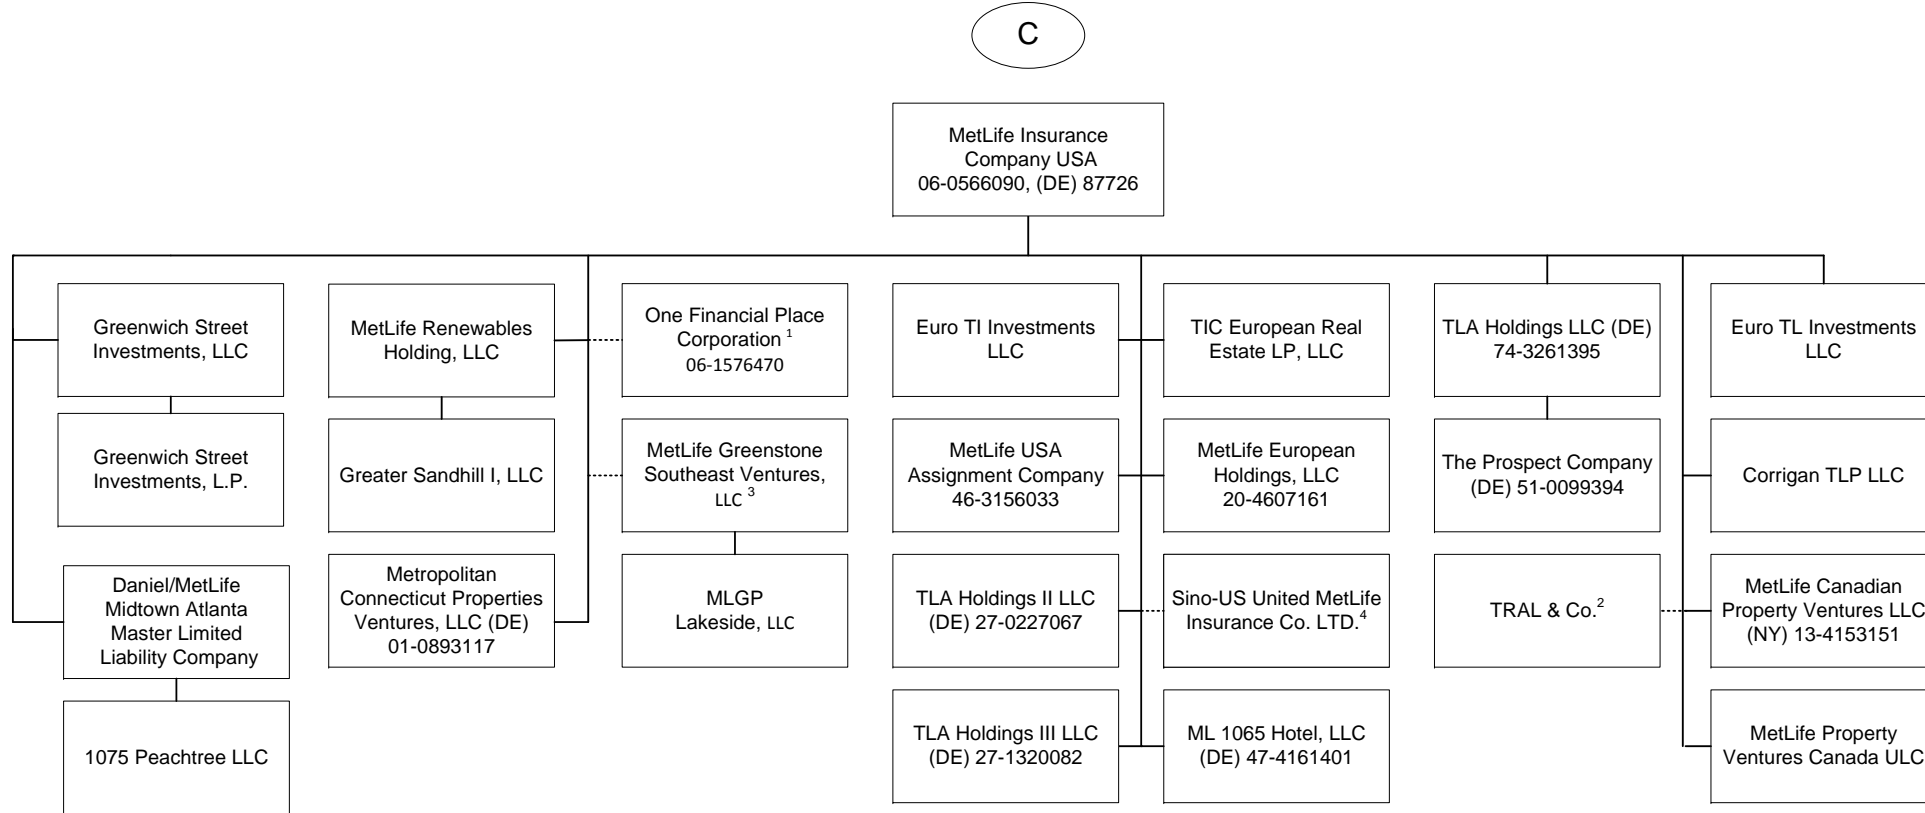 C
MetLife Insurance
Company USA
06-0566090, (DE) 87726
Greenwich Street
Investments, LLC
MetLife Renewables
Holding, LLC
One Financial Place
Corporation 1
06-1576470
Euro TI Investments
LLC
TIC European Real
Estate LP, LLC
TLA Holdings LLC (DE)
74-3261395
Euro TL Investments
LLC
Greenwich Street
Investments, L.P.
Greater Sandhill I, LLC
MetLife Greenstone
Southeast Ventures,
LLC 3
MetLife USA
Assignment Company
46-3156033
MetLife European
Holdings, LLC
20-4607161
The Prospect Company
(DE) 51-0099394
Corrigan TLP LLC
Daniel/MetLife
Midtown Atlanta
Master Limited
Liability Company
Metropolitan
Connecticut Properties
Ventures, LLC (DE)
01-0893117
MLGP
Lakeside, LLC
TLA Holdings II LLC
(DE) 27-0227067
Sino-US United MetLife
Insurance Co. LTD.4
TRAL & Co.2
MetLife Canadian
Property Ventures LLC
(NY) 13-4153151
1075 Peachtree LLC
TLA Holdings III LLC
(DE) 27-1320082
ML 1065 Hotel, LLC
(DE) 47-4161401
MetLife Property
Ventures Canada ULC